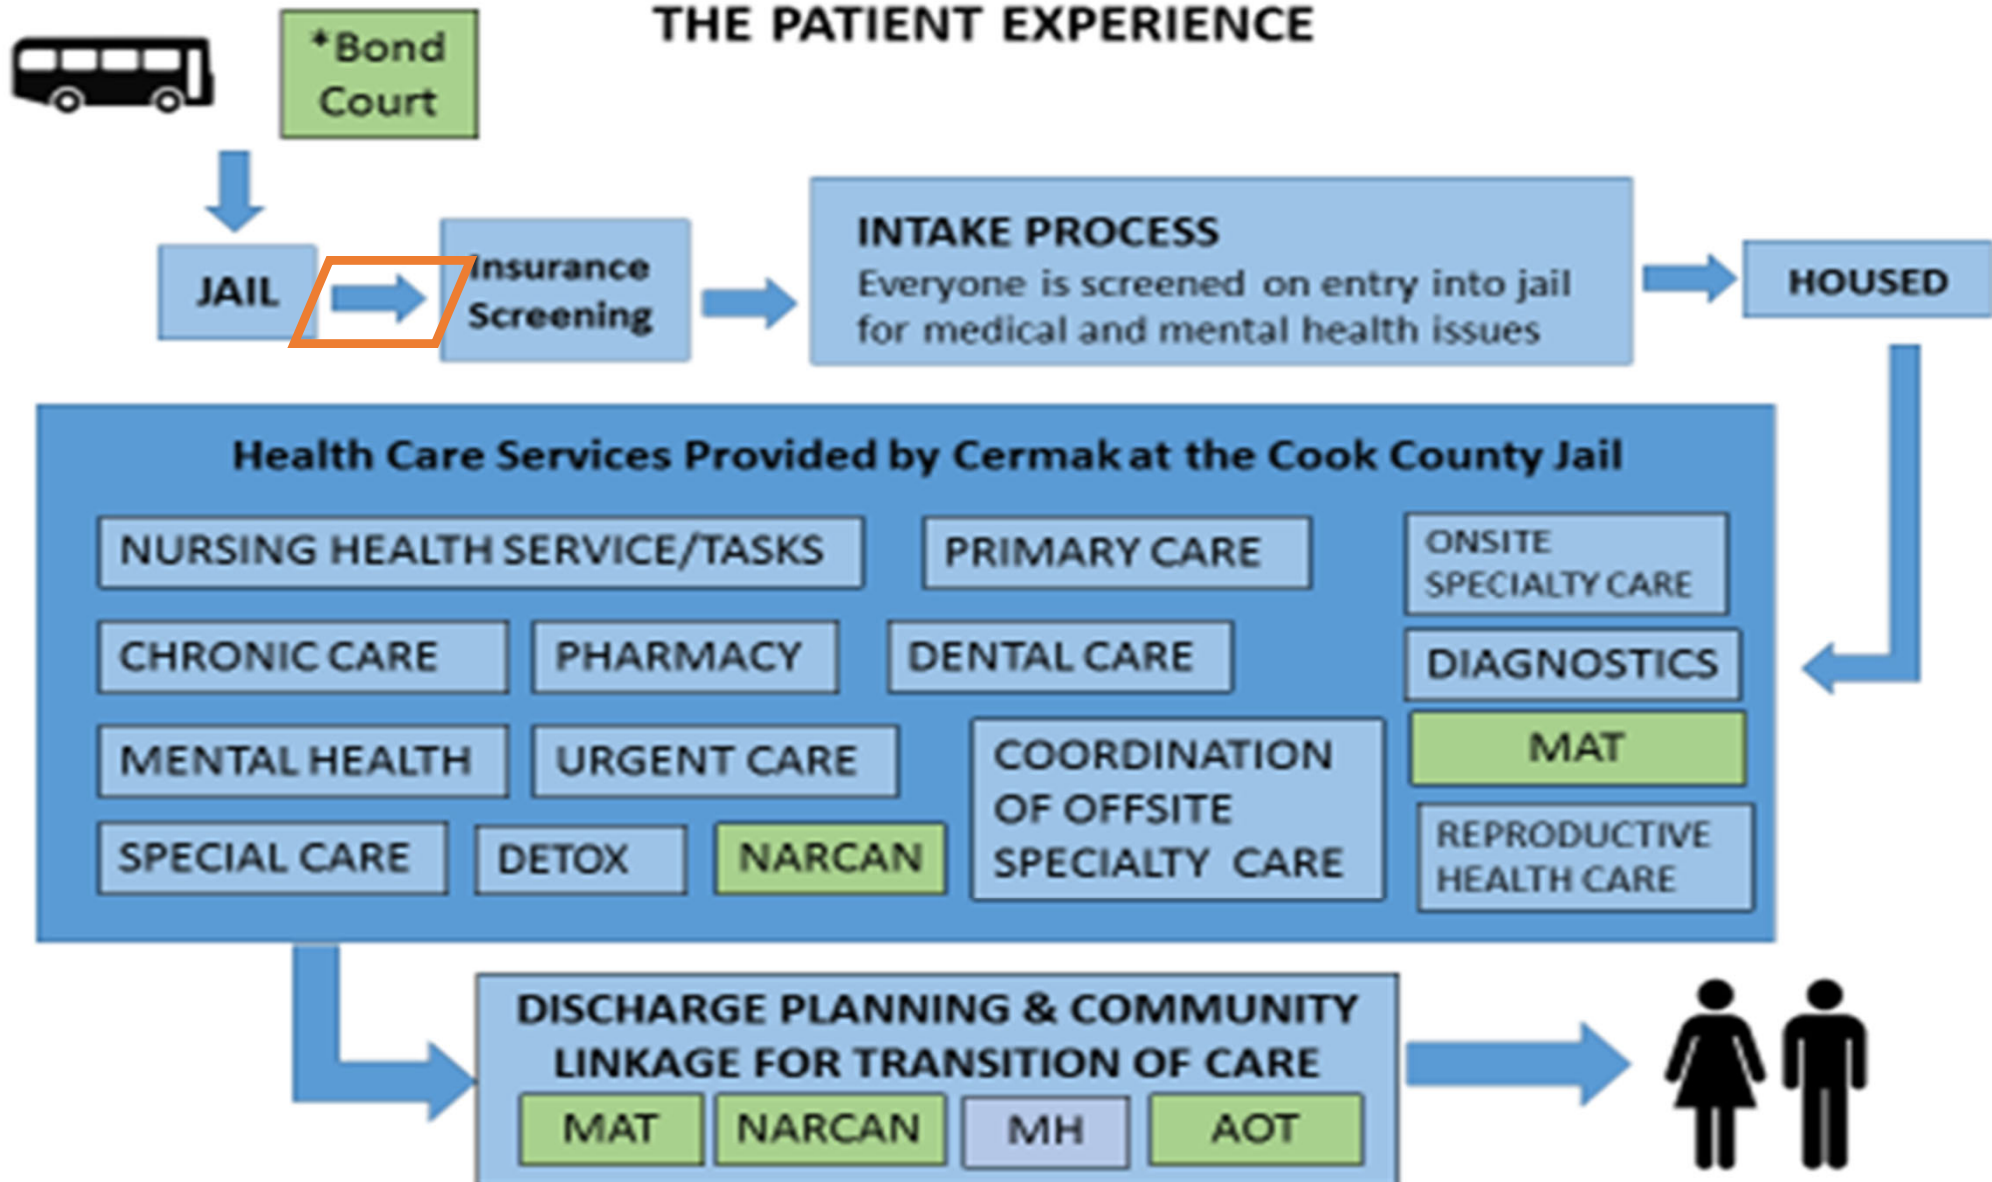 THE PATIENT EXPERIENCE
*Bond
Court
JAIL
Insurance
Screening
INTAKE PROCESS
Everyone is screened on entry into jail
for medical and mental health issues
HOUSED
Health Care Services Provided by Cermak at the Cook County Jail
NURSING HEALTH SERVICE/TASKS
PRIMARY CARE
ONSITE
SPECIALTY CARE
CHRONIC CARE
PHARMACY
DENTAL CARE
DIAGNOSTICS
MENTAL HEALTH
URGENT CARE
COORDINATION
OF OFFSITE
SPECIALTY CARE
MAT
SPECIAL CARE
DETOX
NARCAN
REPRODUCTIVE
HEALTH CARE
DISCHARGE PLANNING & COMMUNITY
LINKAGE FOR TRANSITION OF CARE
MAT
NARCAN
MH
AOT